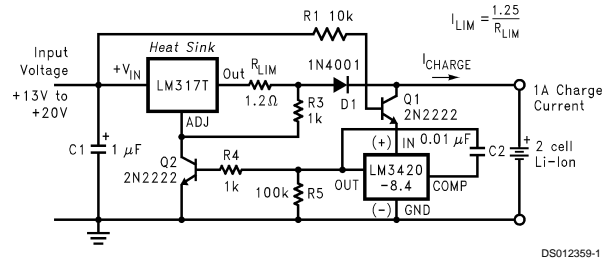 R1 10k
I_LIM = 1.25 / R_LIM
Input
Voltage
+13V to
+20V
+V_IN
Heat Sink
LM317T
Out
R_LIM
1.2Ω
1N4001
D1
I_CHARGE
ADJ
R3
1k
Q1
2N2222
1A Charge
Current
C1
+
1 μF
Q2
2N2222
R4
1k
100k
R5
(+)
IN
0.01 μF
C2
OUT
LM3420
-8.4
COMP
(-)
GND
+
2 cell
Li-Ion
DS012359-1